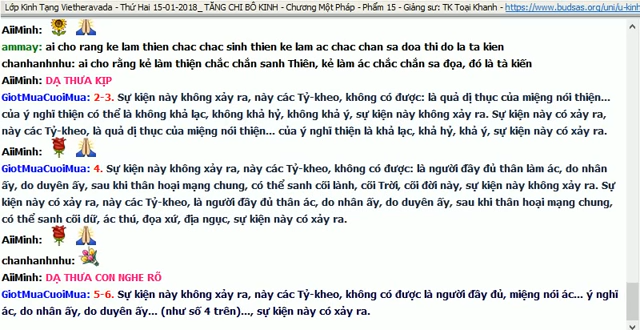 Lớp Kinh Tạng Vietheravada - Thứ Hai 15-01-2018_ TĂNG CHI BỘ KINH - Chương Một Pháp - Phẩm 15 - Giảng sư: TK Toại Khanh - https://www.budsas.org/uni/u-kinh
AiiMinh:
ammay: ai cho rang ke lam thien chac chac sinh thien ke lam ac chac chan sa doa thi do la ta kien
chanhanhnhu: ai cho rằng kẻ làm thiện chắc chắn sanh Thiên, kẻ làm ác chắc chắn sa đọa, đó là tà kiến
AiiMinh: DẠ THƯA KỊP
GiotMuaCuoiMua: 2-3. Sự kiện này không xảy ra, này các Tỷ-kheo, không có được: là quả dị thục của miệng nói thiện...
của ý nghĩ thiện có thể là không khả lạc, không khả hỷ, không khả ý, sự kiện này không xảy ra. Sự kiện này có xảy ra,
này các Tỷ-kheo, là quả dị thục của miệng nói thiện... của ý nghĩ thiện là khả lạc, khả hỷ, khả ý, sự kiện này có xảy ra.
AiiMinh:
GiotMuaCuoiMua: 4. Sự kiện này không xảy ra, này các Tỷ-kheo, không có được: là người đầy đủ thân làm ác, do nhân
ấy, do duyên ấy, sau khi thân hoại mạng chung, có thể sanh cõi lành, cõi Trời, cõi đời này, sự kiện này không xảy ra. Sự
kiện này có xảy ra, này các Tỷ-kheo, là người đầy đủ thân ác, do nhân ấy, do duyên ấy, sau khi thân hoại mạng chung,
có thể sanh cõi dữ, ác thú, đọa xứ, địa ngục, sự kiện này có xảy ra.
AiiMinh:
chanhanhnhu:
AiiMinh: DẠ THƯA CON NGHE RÕ
GiotMuaCuoiMua: 5-6. Sự kiện này không xảy ra, này các Tỷ-kheo, không có được là người đầy đủ, miệng nói ác... ý nghĩ
ác, do nhân ấy, do duyên ấy... (như số 4 trên)..., sự kiện này có xảy ra.